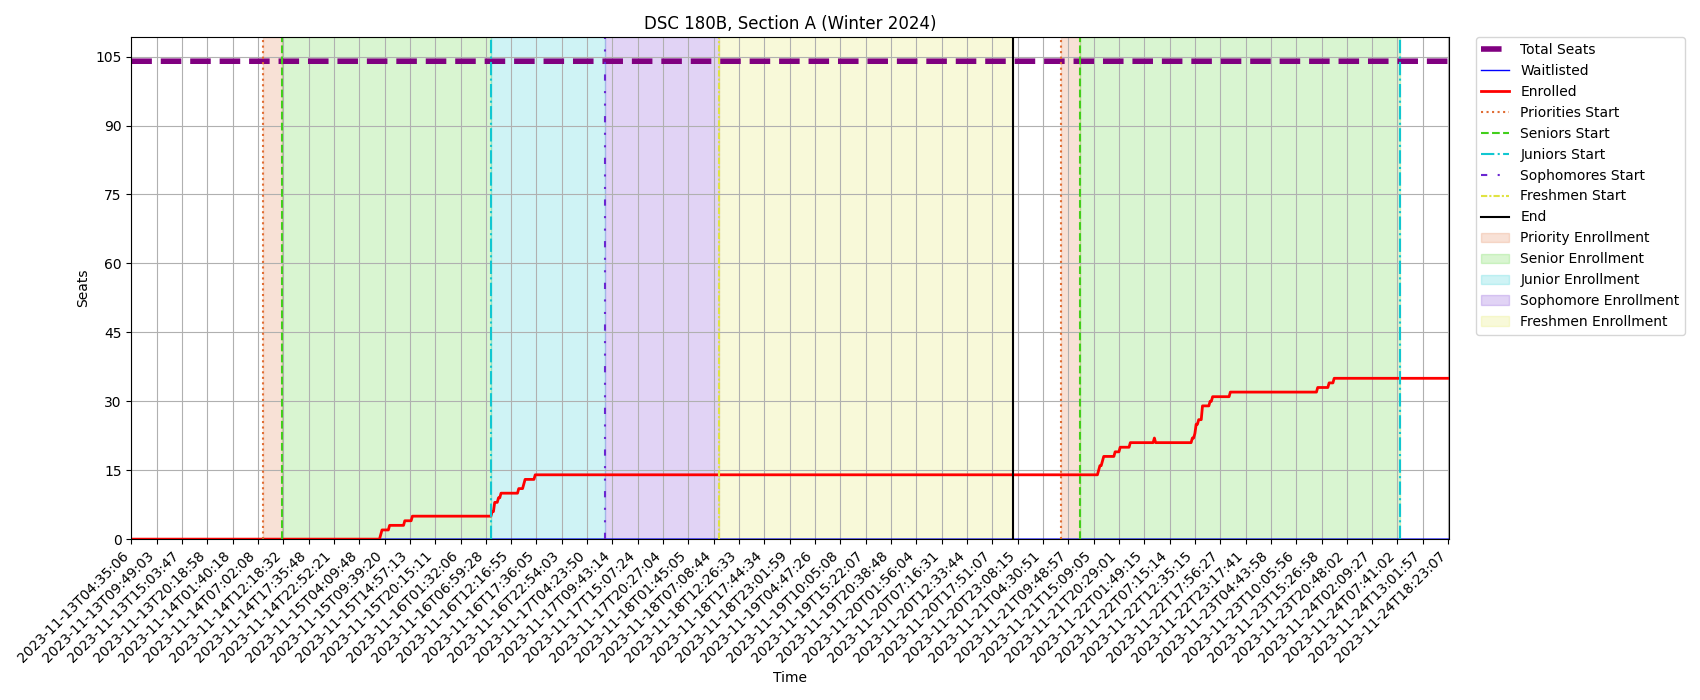 DSC 180B, Section A (Winter 2024)
105
90
75
60
45
30
15
0
Seats
2023-11-13T04:35:06
2023-11-13T09:49:03
2023-11-13T15:03:47
2023-11-13T20:18:58
2023-11-14T01:40:18
2023-11-14T07:02:08
2023-11-14T12:18:32
2023-11-14T17:35:48
2023-11-14T22:52:21
2023-11-15T04:09:48
2023-11-15T09:39:20
2023-11-15T14:57:13
2023-11-15T20:15:11
2023-11-16T01:32:06
2023-11-16T06:59:28
2023-11-16T12:16:55
2023-11-16T17:36:05
2023-11-16T22:54:03
2023-11-17T04:23:50
2023-11-17T09:43:14
2023-11-17T15:07:24
2023-11-17T20:27:04
2023-11-18T01:45:05
2023-11-18T07:08:44
2023-11-18T12:26:33
2023-11-18T17:44:34
2023-11-18T23:01:59
2023-11-19T04:47:26
2023-11-19T10:05:08
2023-11-19T15:22:07
2023-11-19T20:38:48
2023-11-20T01:56:04
2023-11-20T07:16:31
2023-11-20T12:33:44
2023-11-20T17:51:07
2023-11-20T23:08:15
2023-11-21T04:30:51
2023-11-21T09:48:57
2023-11-21T15:09:05
2023-11-21T20:29:01
2023-11-22T01:49:15
2023-11-22T07:15:14
2023-11-22T12:35:15
2023-11-22T17:56:27
2023-11-22T23:17:41
2023-11-23T04:43:58
2023-11-23T10:05:56
2023-11-23T15:26:58
2023-11-23T20:48:02
2023-11-24T02:09:27
2023-11-24T07:41:02
2023-11-24T13:01:57
2023-11-24T18:23:07
Time
Total Seats
Waitlisted
Enrolled
Priorities Start
Seniors Start
Juniors Start
Sophomores Start
Freshmen Start
End
Priority Enrollment
Senior Enrollment
Junior Enrollment
Sophomore Enrollment
Freshmen Enrollment